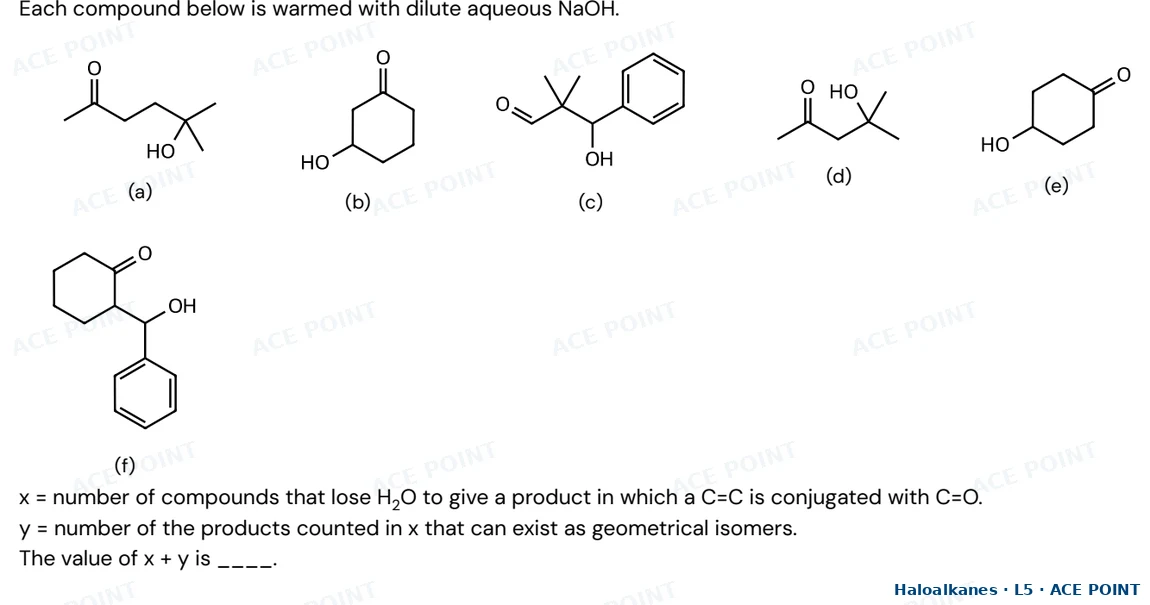 Each compound below is warmed with dilute aqueous NaOH.
O
HO
(a)
O
HO
(b)
O
OH
(c)
O HO
(d)
O
HO
(e)
O
OH
(f)
x = number of compounds that lose H₂O to give a product in which a C=C is conjugated with C=O.
y = number of the products counted in x that can exist as geometrical isomers.
The value of x + y is ____.
Haloalkanes · L5 · ACE POINT
ACE POINT